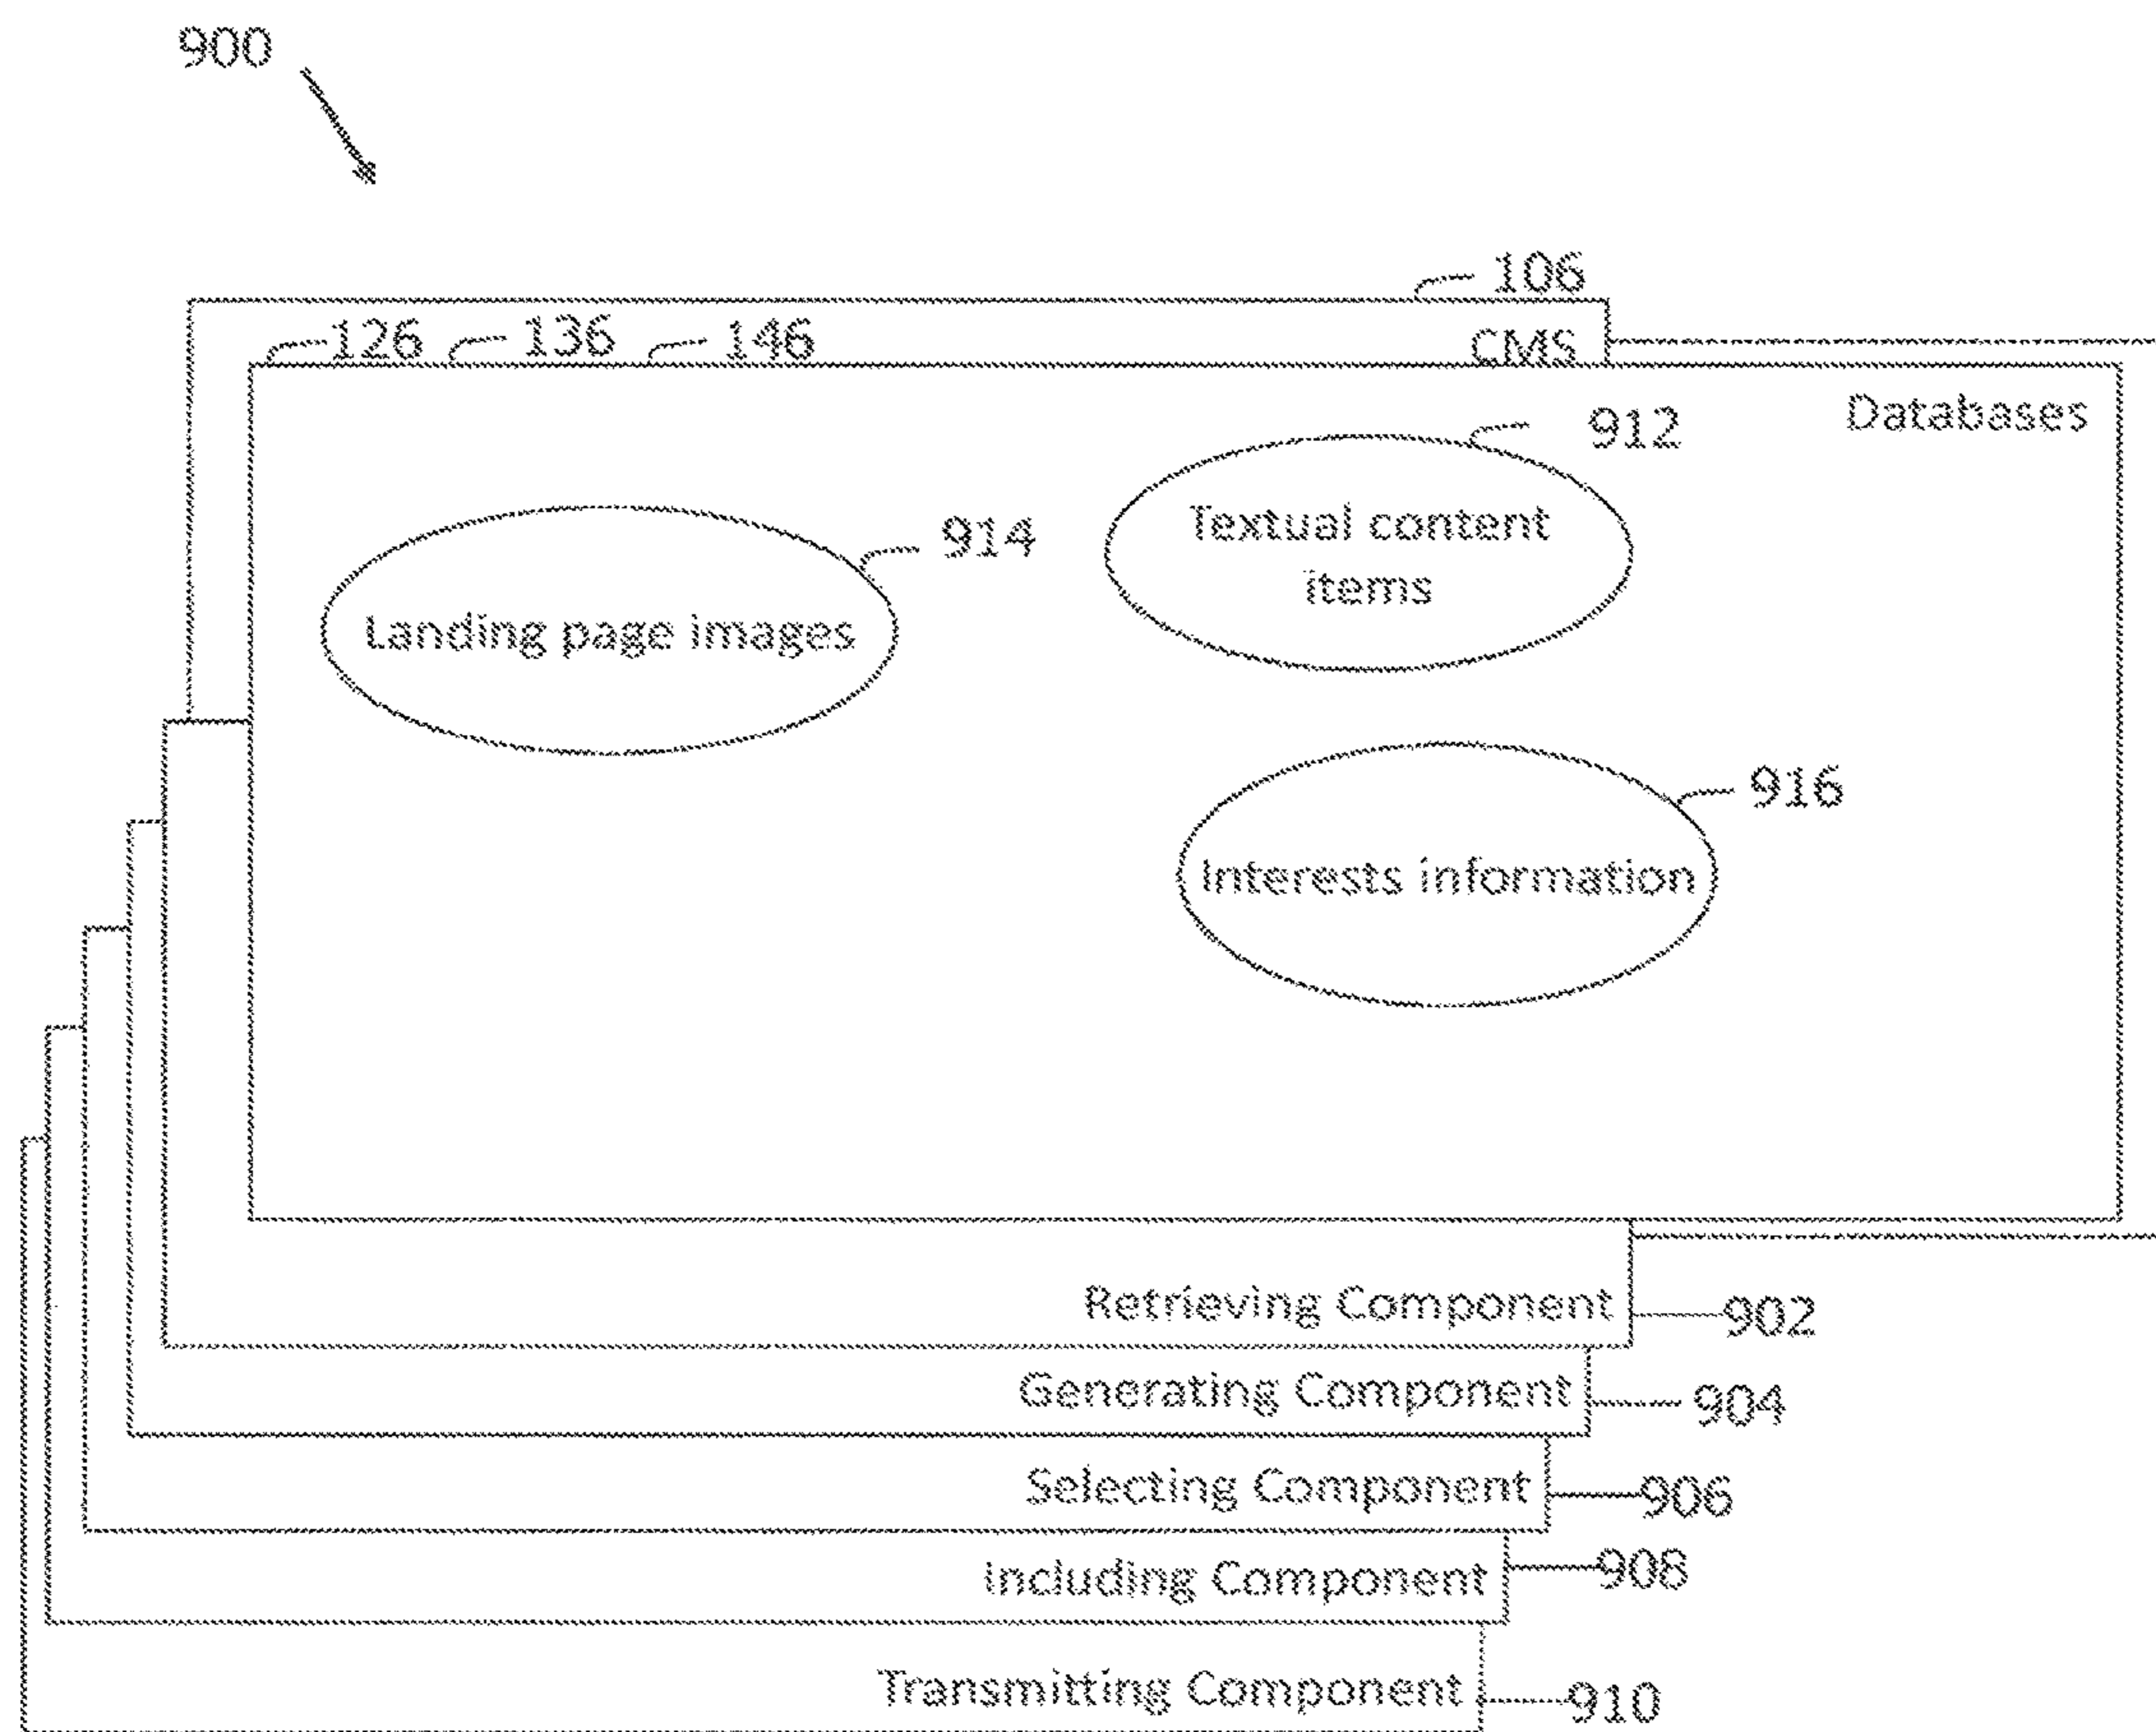 900
106
126 136 146
CMS
Databases
912
Textual content
items
914
Landing page images
916
Interests information
Retrieving Component
902
Generating Component
904
Selecting Component
906
Including Component
908
Transmitting Component
910